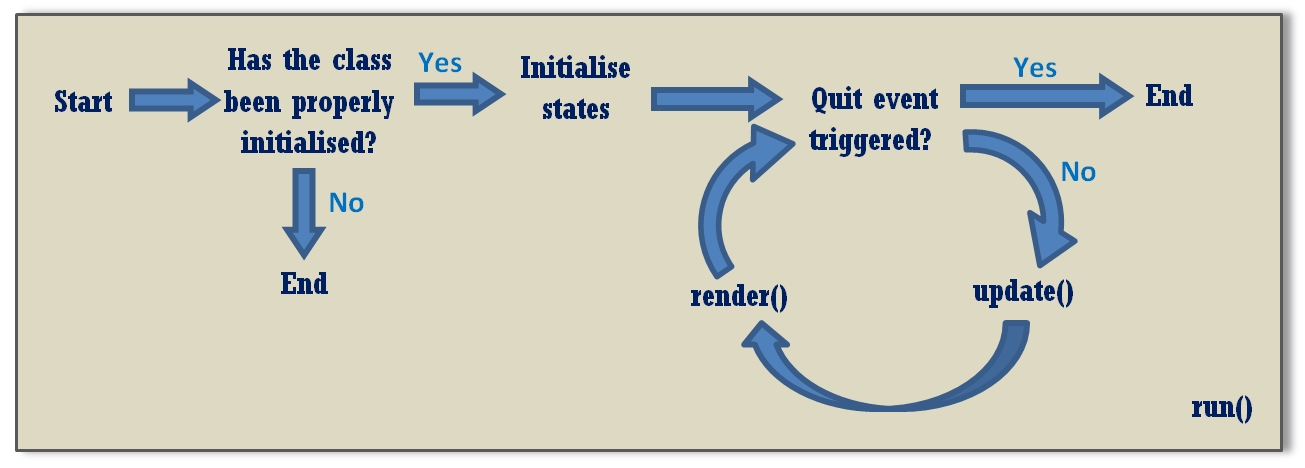 Start
Has the class
been properly
initialised?
Yes
No
End
Initialise
states
Quit event
triggered?
Yes
End
No
update()
render()
run()